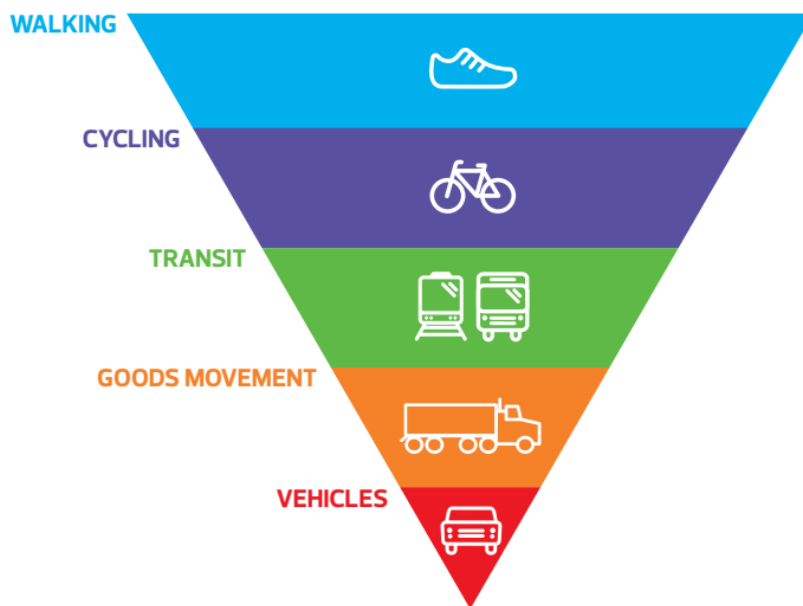 WALKING
CYCLING
TRANSIT
GOODS MOVEMENT
VEHICLES